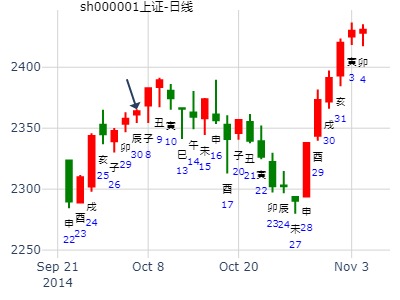 sh000001上证-日线
2400
2350
2300
2250
申 22
酉 23
戌 24
亥 25
子 26
卯 29
辰 30
子 8
丑 9
寅 10
巳 13
午 14
未 15
申 16
酉 17
子 20
丑 21
寅 22
卯 23
辰 24
未 27
申 28
酉 29
戌 30
亥 31
寅 3
卯 4
Sep 21
2014
Oct 8
Oct 20
Nov 3